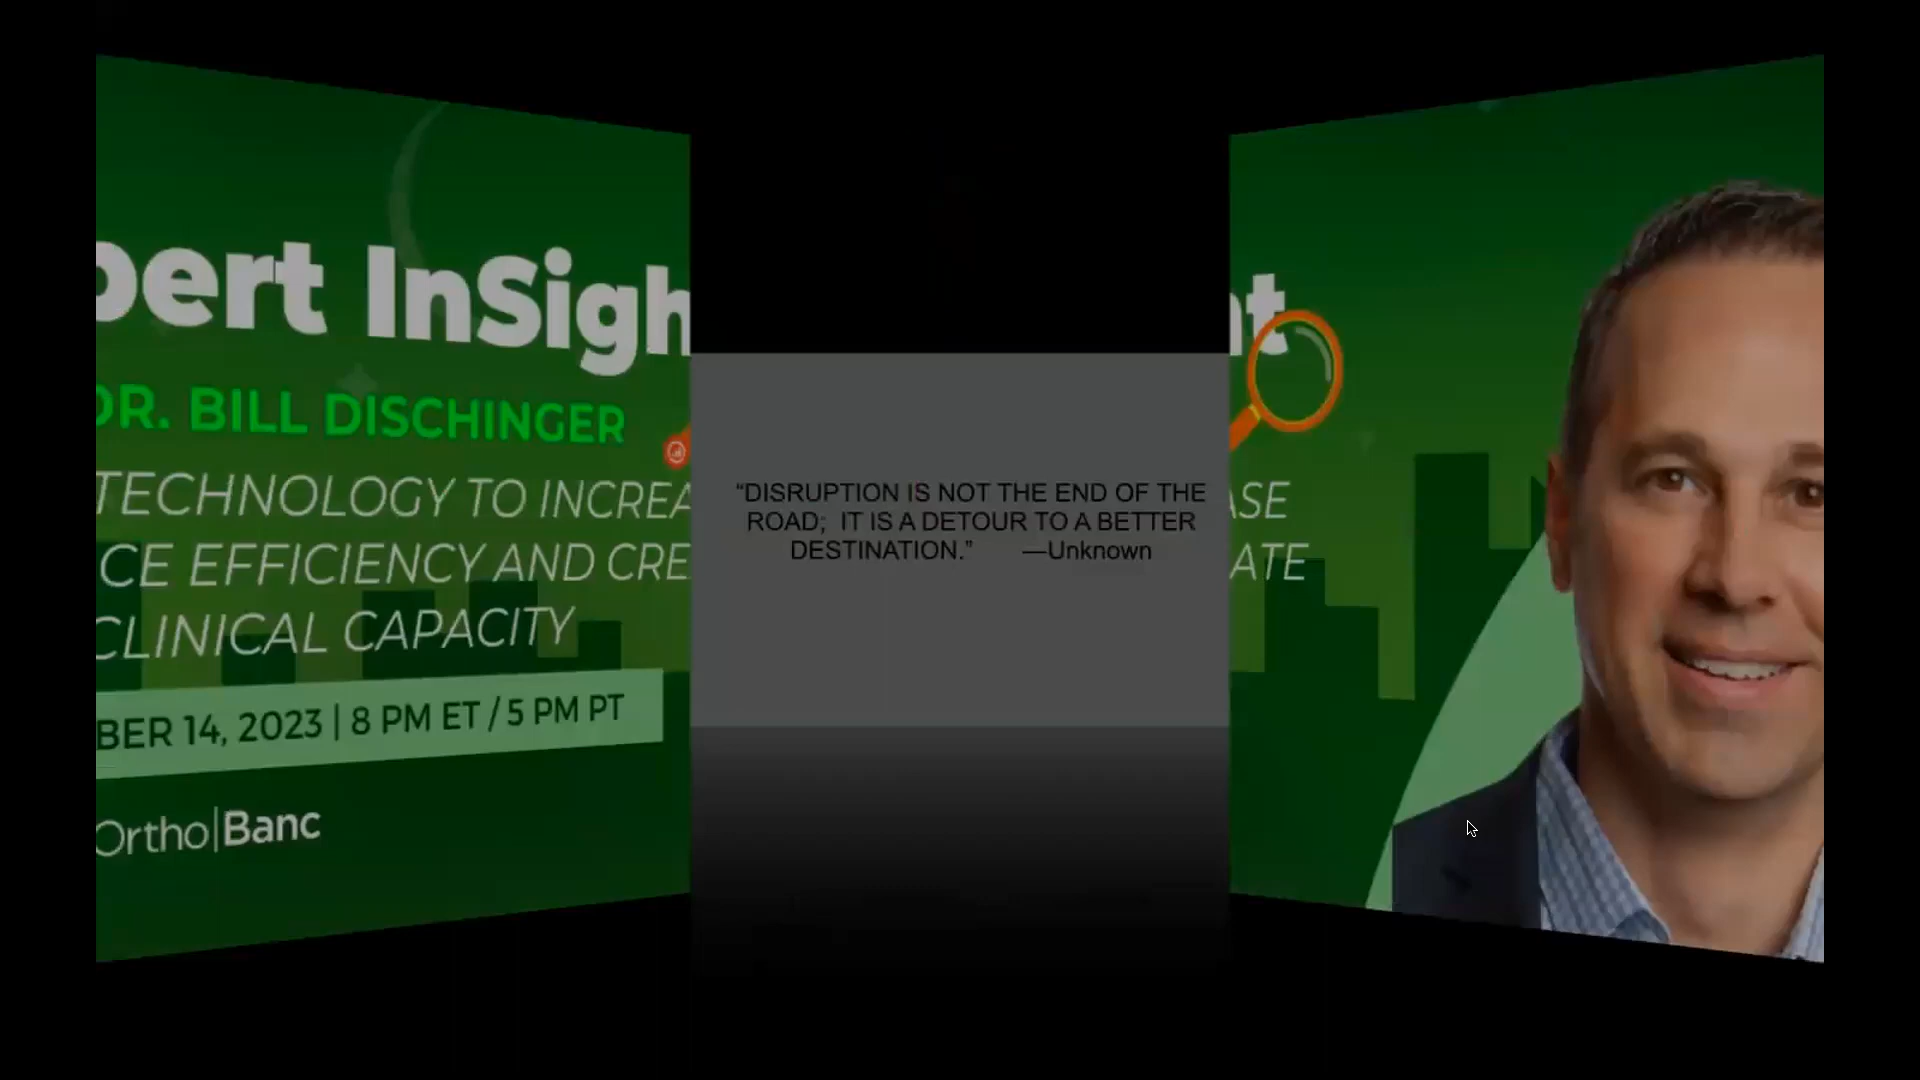 pert InSigh
DR. BILL DISCHINGER
TECHNOLOGY TO INCREA
CE EFFICIENCY AND CRE
CLINICAL CAPACITY
BER 14, 2023 | 8 PM ET / 5 PM PT
Ortho|Banc
“DISRUPTION IS NOT THE END OF THE
ROAD; IT IS A DETOUR TO A BETTER
DESTINATION.” —Unknown
ht
ASE
ATE